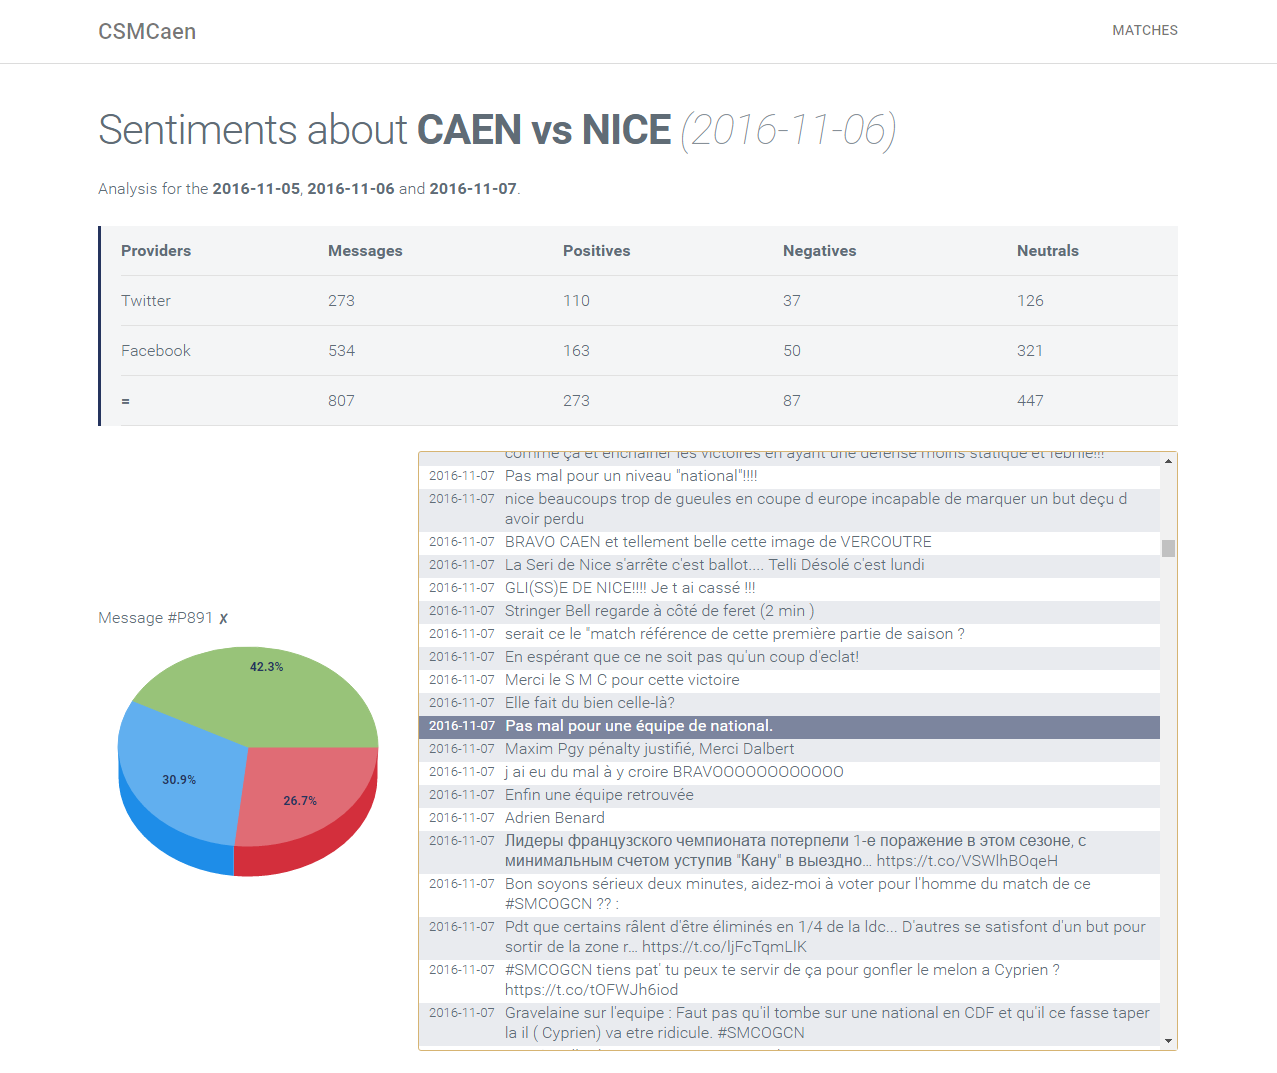 CSMCaen
MATCHES
Sentiments about CAEN vs NICE (2016-11-06)
Analysis for the 2016-11-05, 2016-11-06 and 2016-11-07.
Providers Messages Positives Negatives Neutrals
Twitter 273 110 37 126
Facebook 534 163 50 321
= 807 273 87 447
comme ça et enchainer les victoires en ayant une défense moins statique et fébrile!!!
2016-11-07 Pas mal pour un niveau "national"!!!!
2016-11-07 nice beaucoups trop de gueules en coupe d europe incapable de marquer un but deçu d
avoir perdu
2016-11-07 BRAVO CAEN et tellement belle cette image de VERCOUTRE
2016-11-07 La Seri de Nice s'arrête c'est ballot.... Telli Désolé c'est lundi
2016-11-07 GLI(SS)E DE NICE!!!! Je t ai cassé !!!
2016-11-07 Stringer Bell regarde à côté de feret (2 min )
2016-11-07 serait ce le "match référence de cette première partie de saison ?
2016-11-07 En espérant que ce ne soit pas qu'un coup d'eclat!
2016-11-07 Merci le S M C pour cette victoire
2016-11-07 Elle fait du bien celle-là?
2016-11-07 Pas mal pour une équipe de national.
2016-11-07 Maxim Pgy pénalty justifié, Merci Dalbert
2016-11-07 j ai eu du mal à y croire BRAVOOOOOOOOOOOO
2016-11-07 Enfin une équipe retrouvée
2016-11-07 Adrien Benard
2016-11-07 Лидеры французского чемпионата потерпели 1-е поражение в этом сезоне, с
минимальным счетом уступив "Кану" в выездно… https://t.co/VSWlhBOqeH
2016-11-07 Bon soyons sérieux deux minutes, aidez-moi à voter pour l'homme du match de ce
#SMCOGCN ?? :
2016-11-07 Pdt que certains râlent d'être éliminés en 1/4 de la ldc... D'autres se satisfont d'un but pour
sortir de la zone r… https://t.co/ljFcTqmLlK
2016-11-07 #SMCOGCN tiens pat' tu peux te servir de ça pour gonfler le melon a Cyprien ?
https://t.co/tOFWJh6iod
2016-11-07 Gravelaine sur l'equipe : Faut pas qu'il tombe sur une national en CDF et qu'il ce fasse taper
la il ( Cyprien) va etre ridicule. #SMCOGCN
Message #P891 ✗
42.3%
30.9%
26.7%